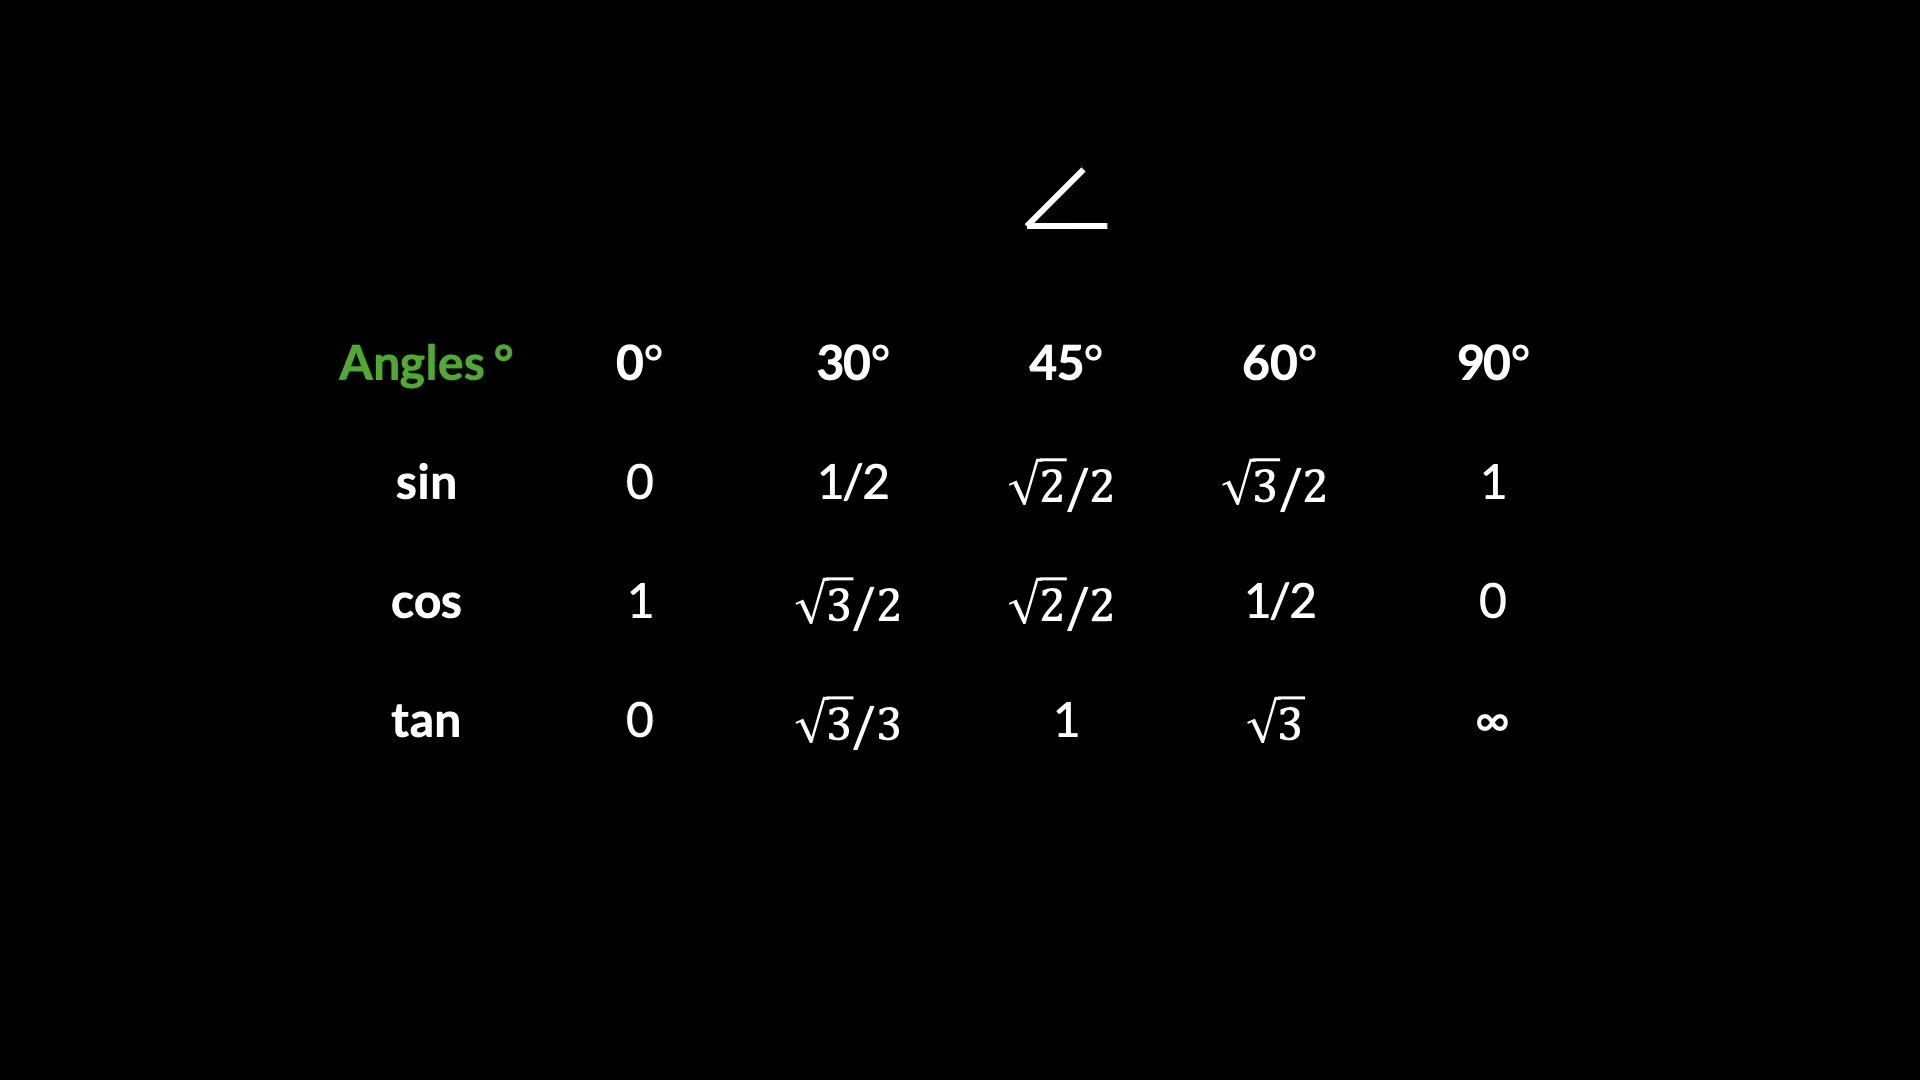 Angles ° 0° 30° 45° 60° 90°
sin 0 1/2 √2/2 √3/2 1
cos 1 √3/2 √2/2 1/2 0
tan 0 √3/3 1 √3 ∞